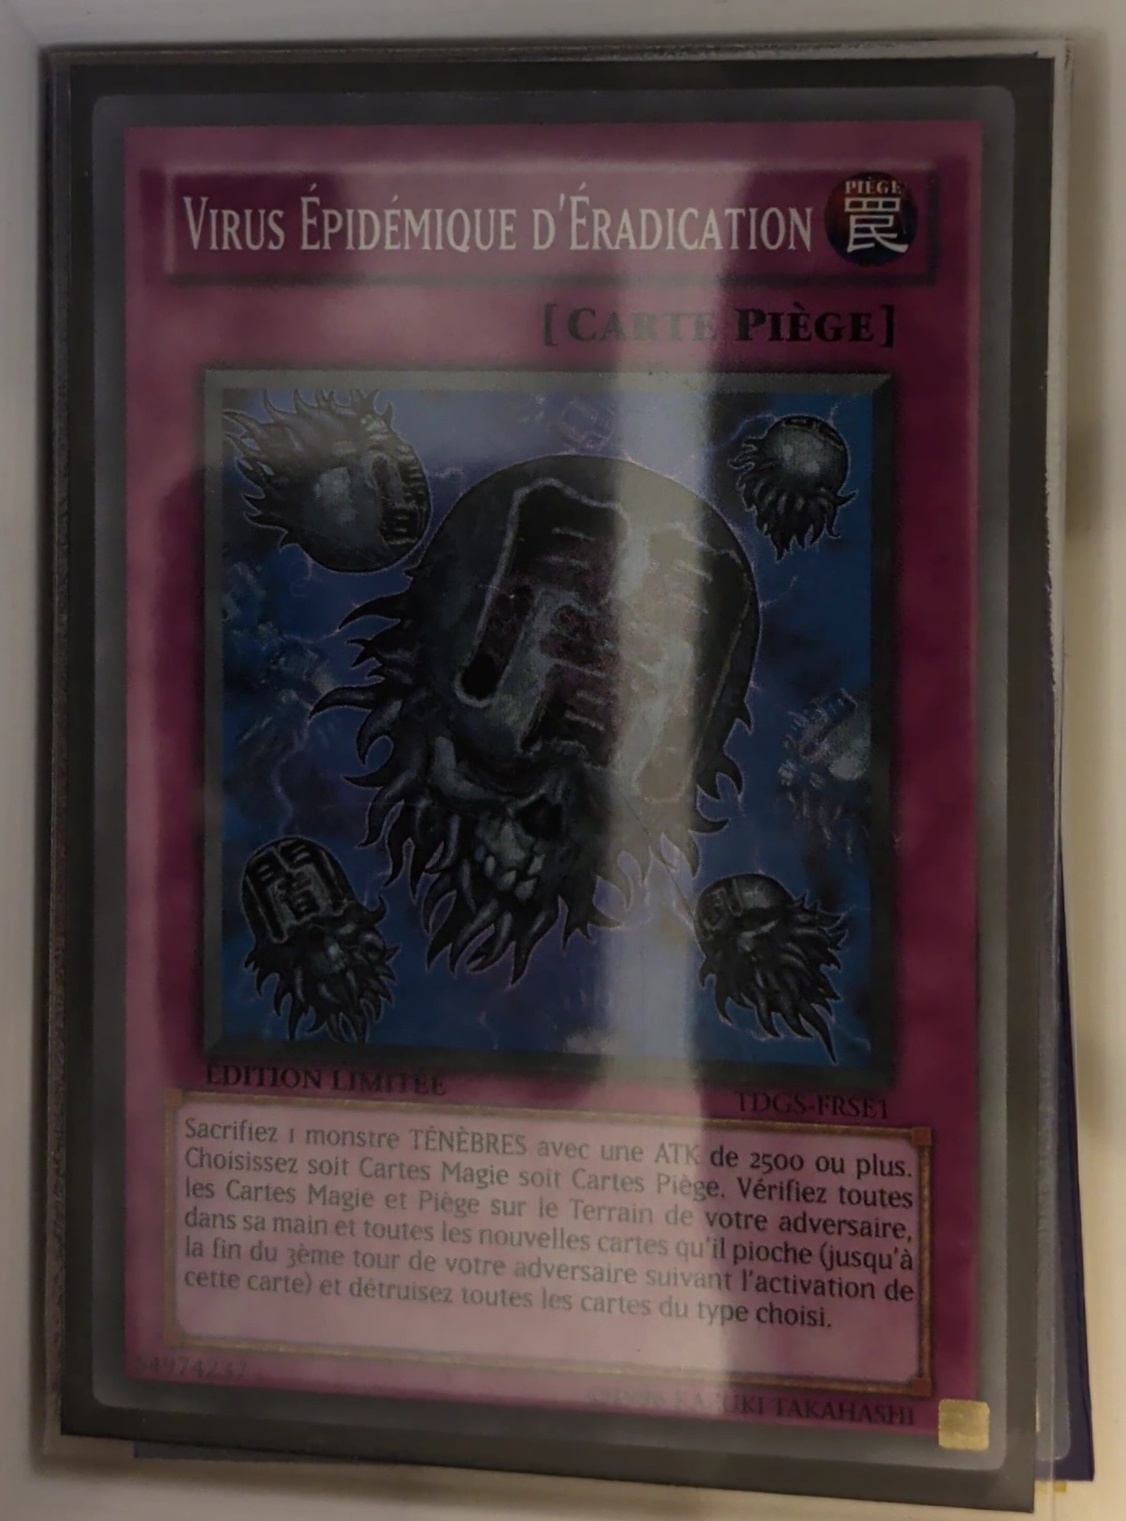 Virus Épidémique d'Éradication
PIÈGE
罠
[Carte Piège]
闇
ÉDITION LIMITÉE
TDGS-FRSE1
Sacrifiez 1 monstre TÉNÈBRES avec une ATK de 2500 ou plus.
Choisissez soit Cartes Magie soit Cartes Piège. Vérifiez toutes
les Cartes Magie et Piège sur le Terrain de votre adversaire,
dans sa main et toutes les nouvelles cartes qu'il pioche (jusqu'à
la fin du 3ème tour de votre adversaire suivant l'activation de
cette carte) et détruisez toutes les cartes du type choisi.
54974237
©1996 KAZUKI TAKAHASHI